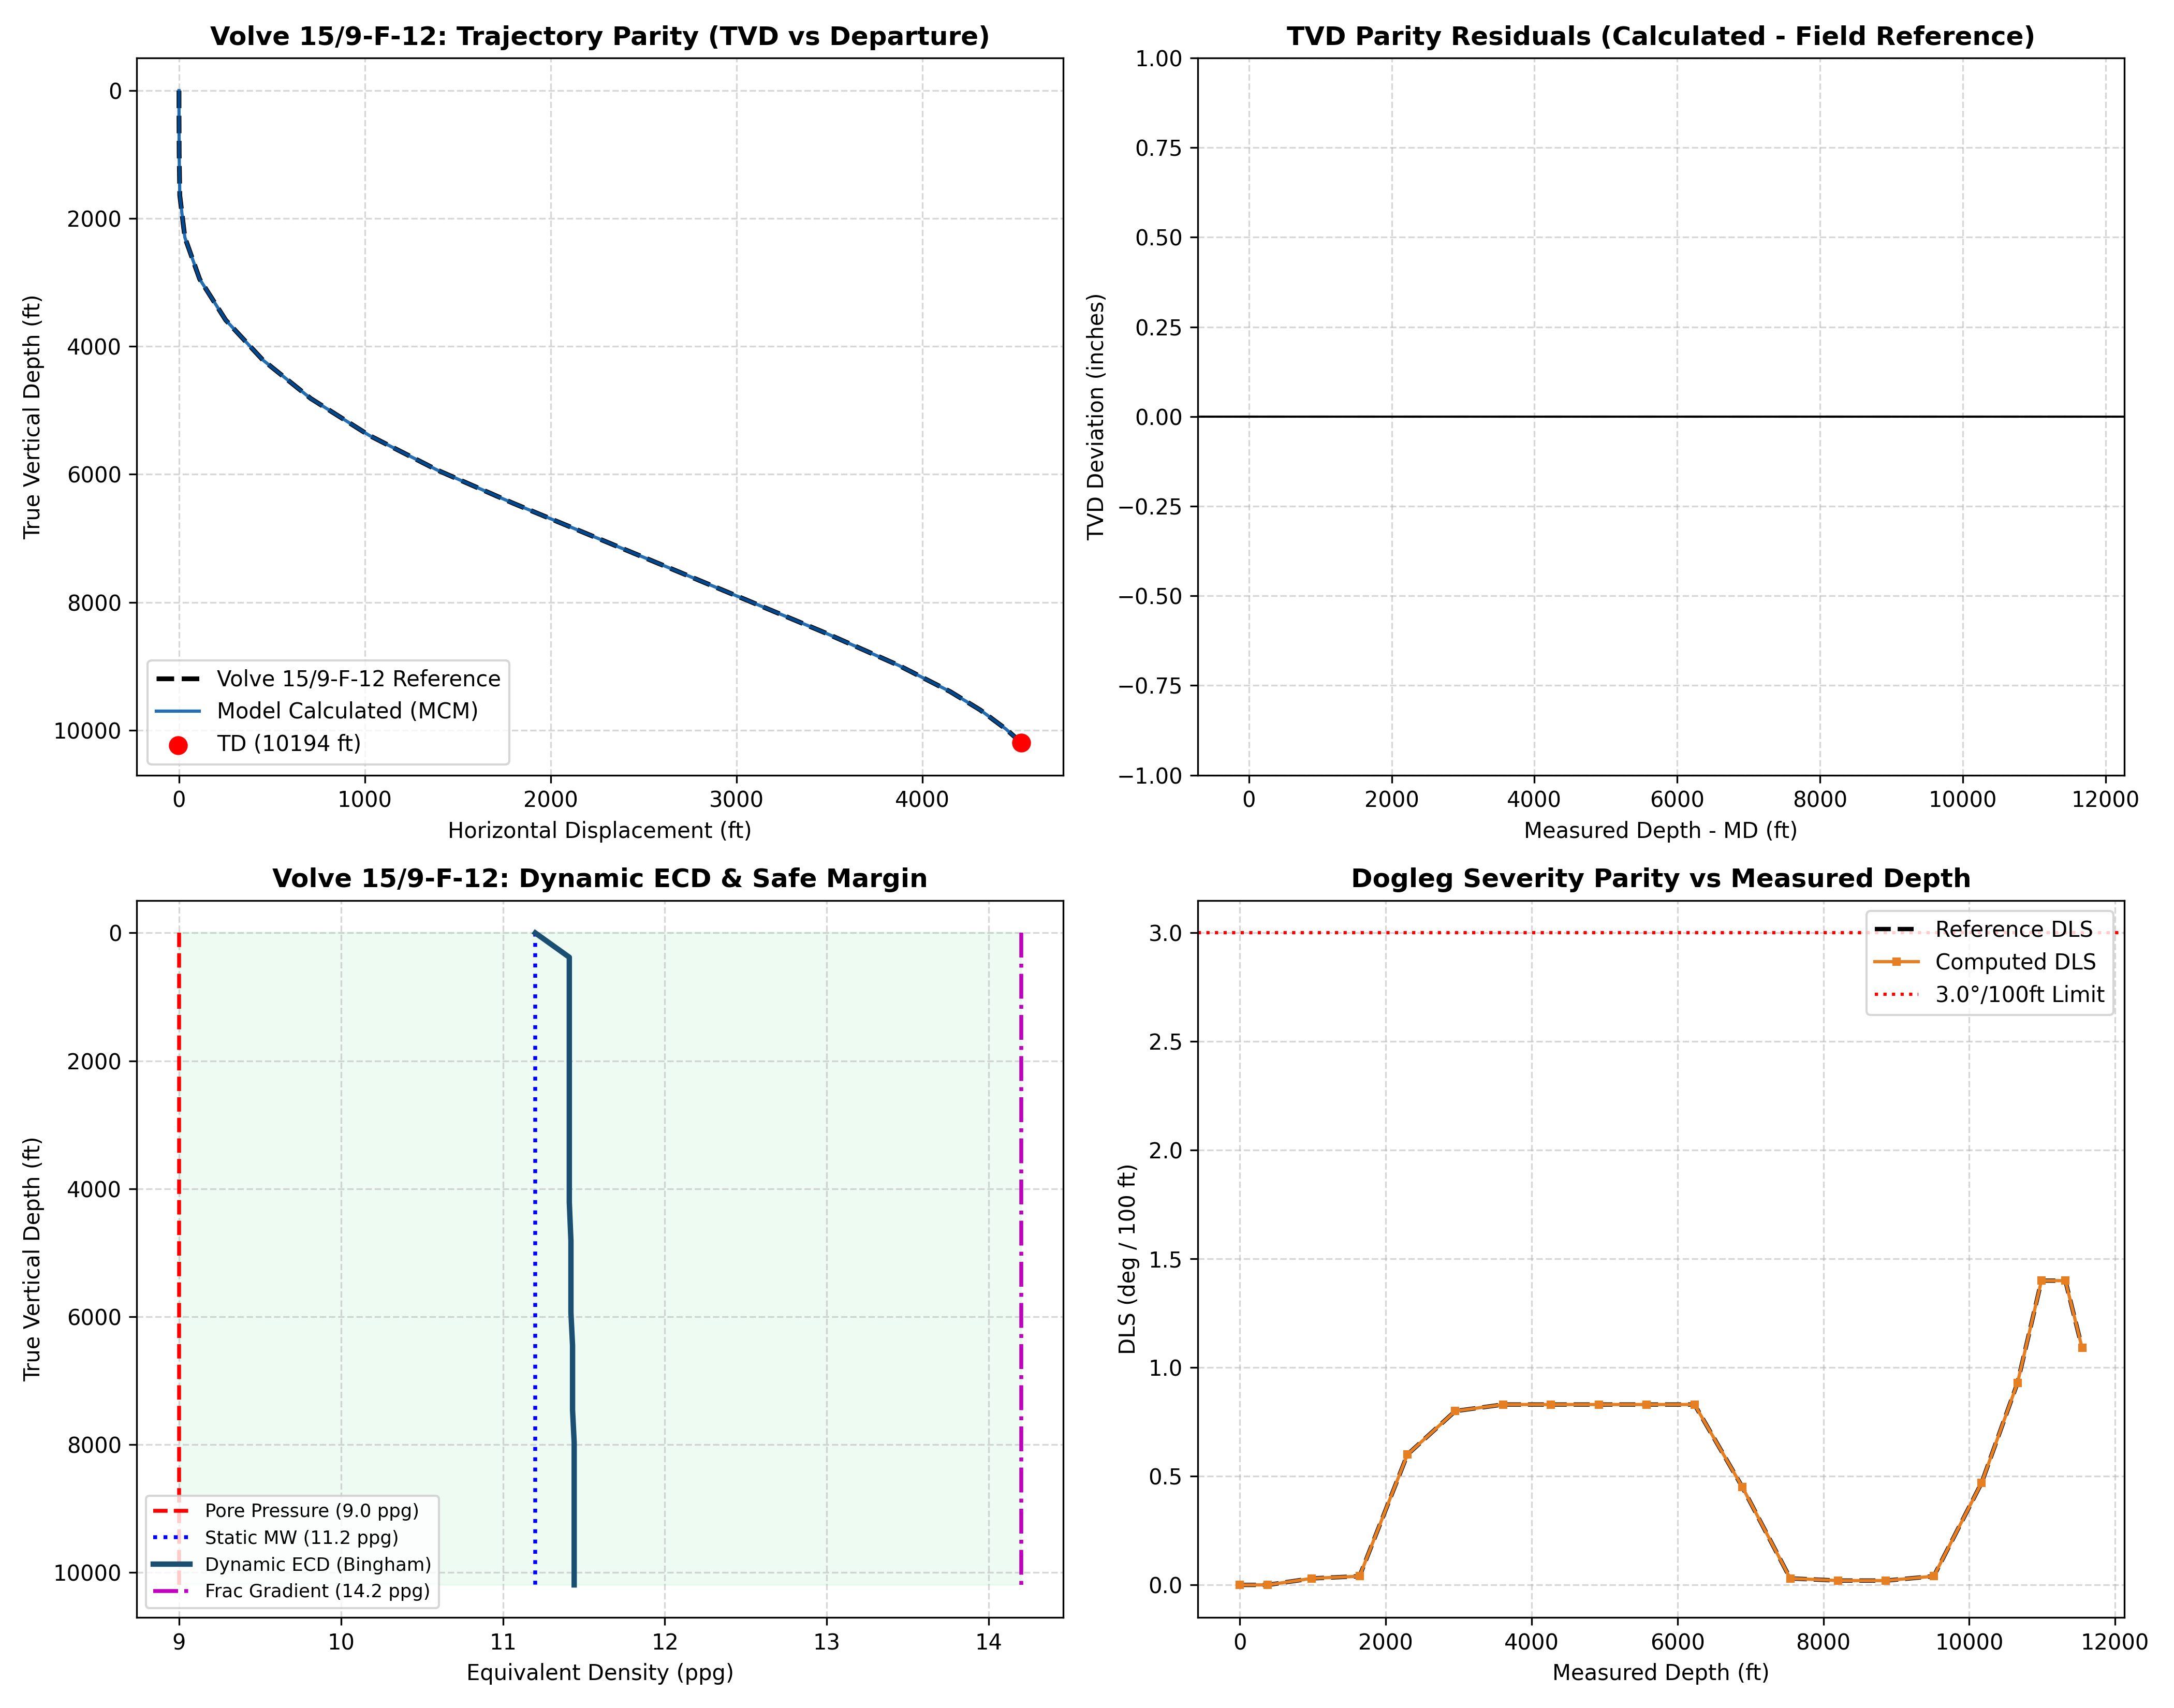 Volve 15/9-F-12: Trajectory Parity (TVD vs Departure)
True Vertical Depth (ft)
0
2000
4000
6000
8000
10000
Volve 15/9-F-12 Reference
Model Calculated (MCM)
TD (10194 ft)
0 1000 2000 3000 4000
Horizontal Displacement (ft)
TVD Parity Residuals (Calculated - Field Reference)
TVD Deviation (inches)
1.00
0.75
0.50
0.25
0.00
−0.25
−0.50
−0.75
−1.00
0 2000 4000 6000 8000 10000 12000
Measured Depth - MD (ft)
Volve 15/9-F-12: Dynamic ECD & Safe Margin
True Vertical Depth (ft)
0
2000
4000
6000
8000
10000
Pore Pressure (9.0 ppg)
Static MW (11.2 ppg)
Dynamic ECD (Bingham)
Frac Gradient (14.2 ppg)
9 10 11 12 13 14
Equivalent Density (ppg)
Dogleg Severity Parity vs Measured Depth
DLS (deg / 100 ft)
3.0
2.5
2.0
1.5
1.0
0.5
0.0
Reference DLS
Computed DLS
3.0°/100ft Limit
0 2000 4000 6000 8000 10000 12000
Measured Depth (ft)